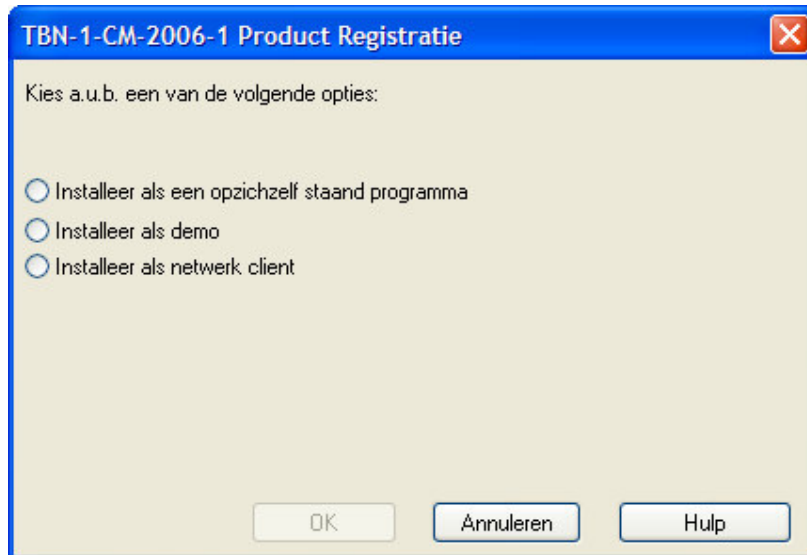 TBN-1-CM-2006-1 Product Registratie
Kies a.u.b. een van de volgende opties:
Installeer als een opzichzelf staand programma
Installeer als demo
Installeer als netwerk client
OK Annuleren Hulp